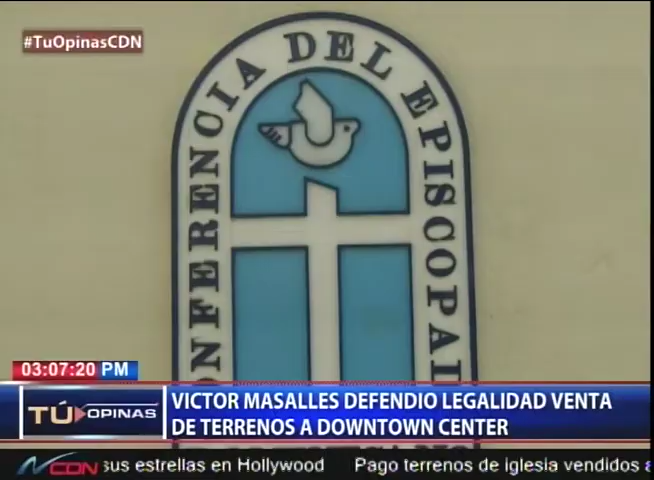 #TuOpinasCDN
CONFERENCIA DEL EPISCOPAD
03:07:20 PM
TÚ OPINAS
VICTOR MASALLES DEFENDIO LEGALIDAD VENTA
DE TERRENOS A DOWNTOWN CENTER
CDN sus estrellas en Hollywood Pago terrenos de iglesia vendidos a